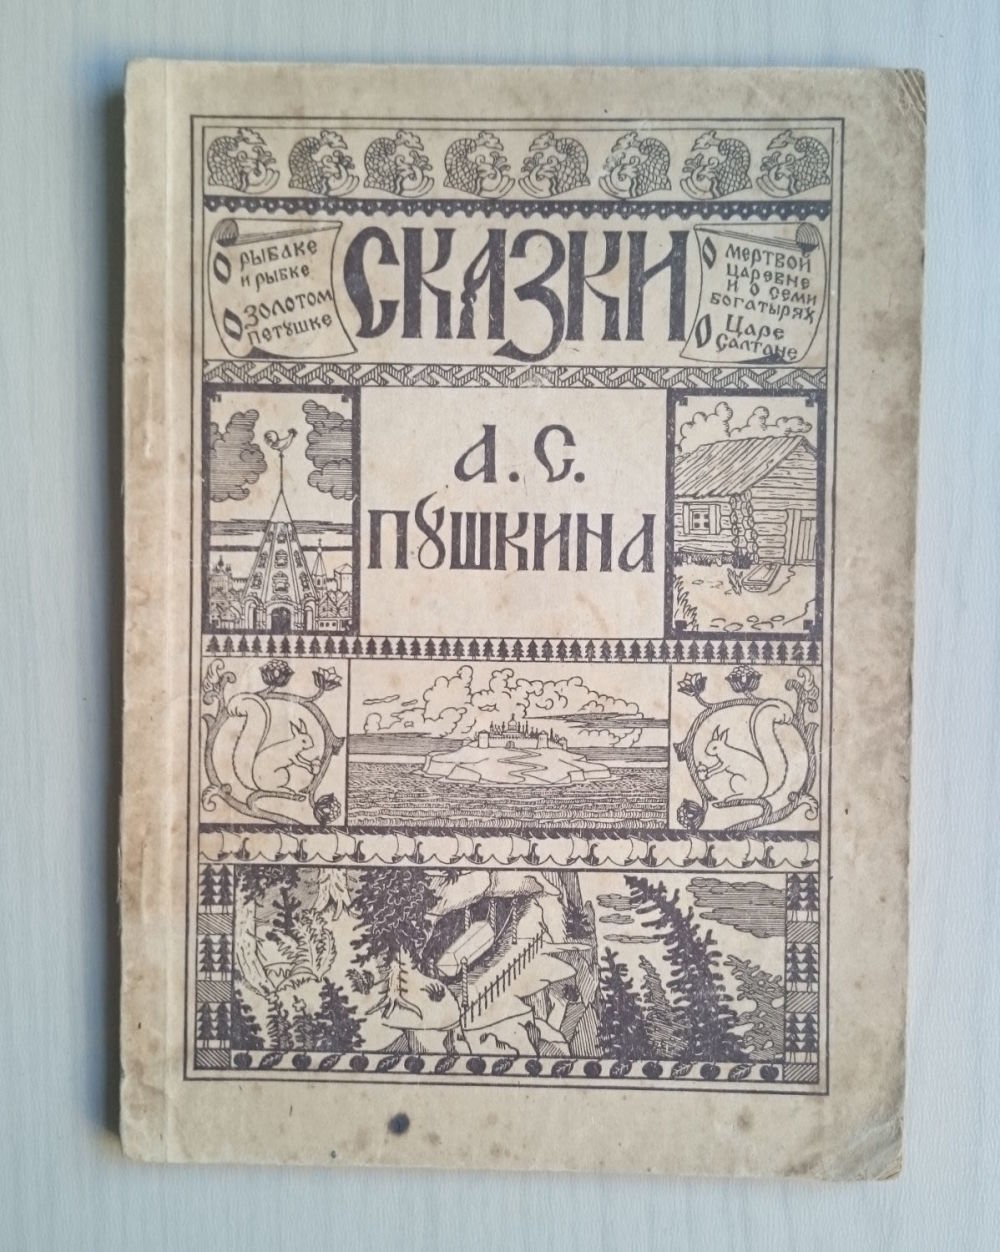 СКАЗКИ
О РЫБАКЕ
И РЫБКЕ
О ЗОЛОТОМ
ПЕТУШКЕ
О МЕРТВОЙ
ЦАРЕВНЕ
И О СЕМИ
БОГАТЫРЯХ
О ЦАРЕ
САЛТАНЕ
А. С.
ПУШКИНА